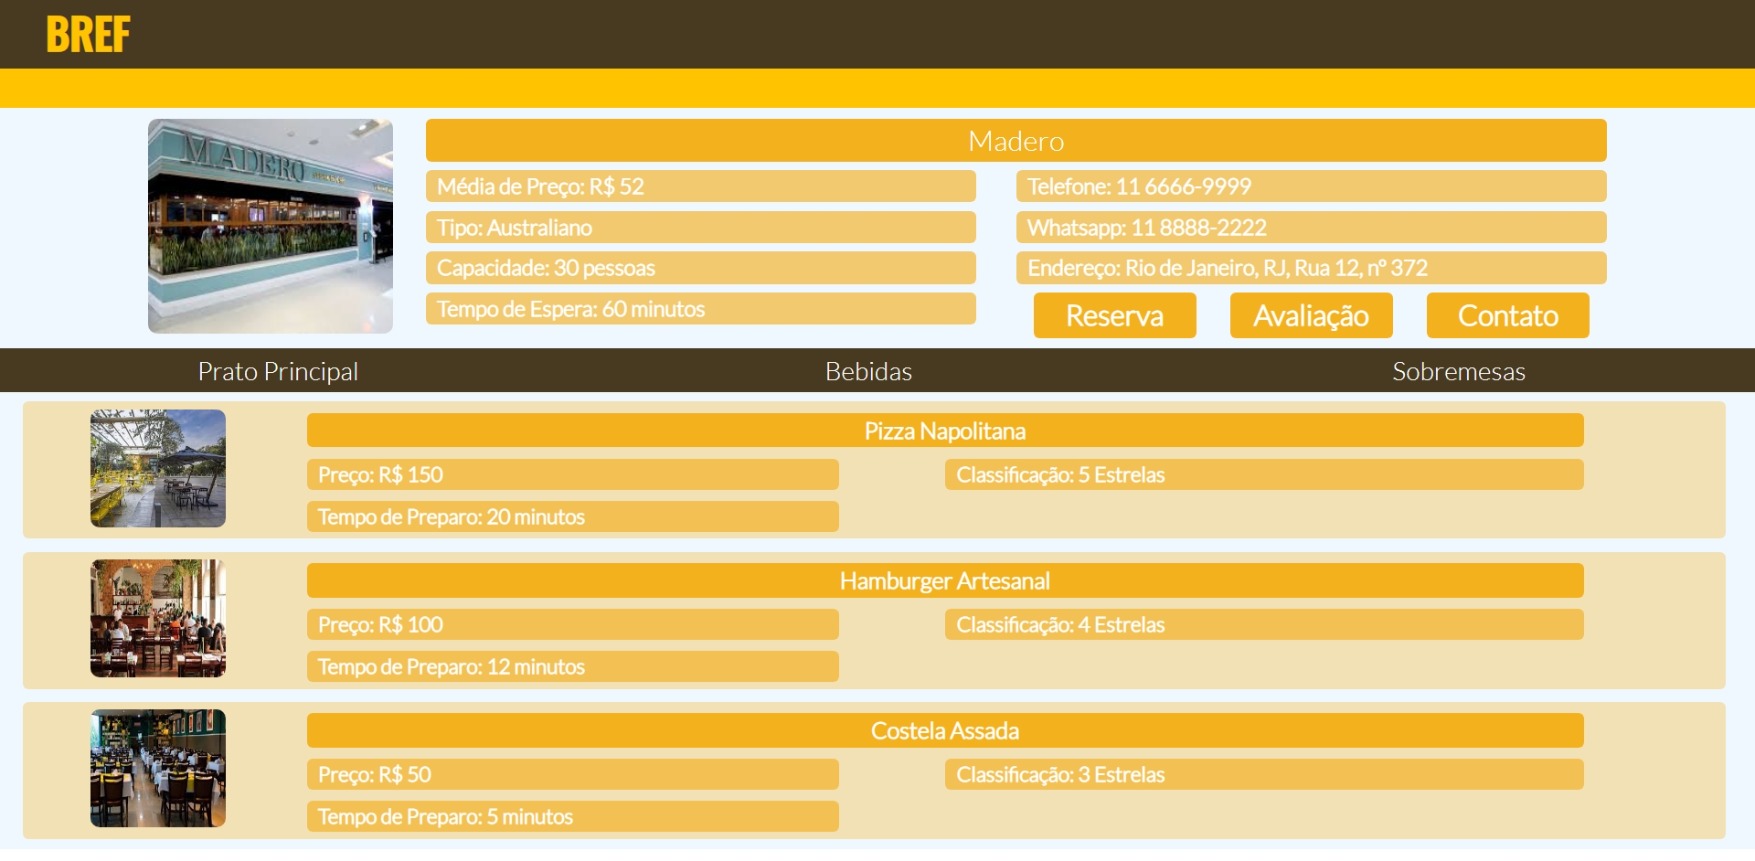 BREF
MADERO
Madero
Média de Preço: R$ 52
Telefone: 11 6666-9999
Tipo: Australiano
Whatsapp: 11 8888-2222
Capacidade: 30 pessoas
Endereço: Rio de Janeiro, RJ, Rua 12, nº 372
Tempo de Espera: 60 minutos
Reserva
Avaliação
Contato
Prato Principal
Bebidas
Sobremesas
Pizza Napolitana
Preço: R$ 150
Classificação: 5 Estrelas
Tempo de Preparo: 20 minutos
Hamburger Artesanal
Preço: R$ 100
Classificação: 4 Estrelas
Tempo de Preparo: 12 minutos
Costela Assada
Preço: R$ 50
Classificação: 3 Estrelas
Tempo de Preparo: 5 minutos